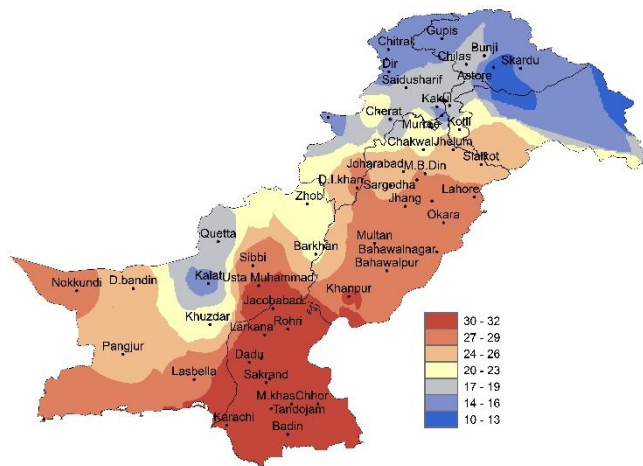 Gupis
Chitral
Bunji
Chilas
Skardu
Dir
Astore
Saidusharif
Cherat
Kotli
Chakwal
Jhelum
Sialkot
Joharabad
M.B.Din
D.I.khan
Sargodha
Zhob
Jhang
Lahore
Okara
Quetta
Multan
Barkhan
Bahawalnagar
Sibbi
Bahawalpur
Nokkundi
D.bandin
Kalat
Usta Muhammad
Khanpur
Jacobabad
Khuzdar
Larkana
Rohri
Pangjur
Dadu
Lasbella
Sakrand
M.khas
Chhor
Karachi
Tandojam
Badin
30 - 32
27 - 29
24 - 26
20 - 23
17 - 19
14 - 16
10 - 13